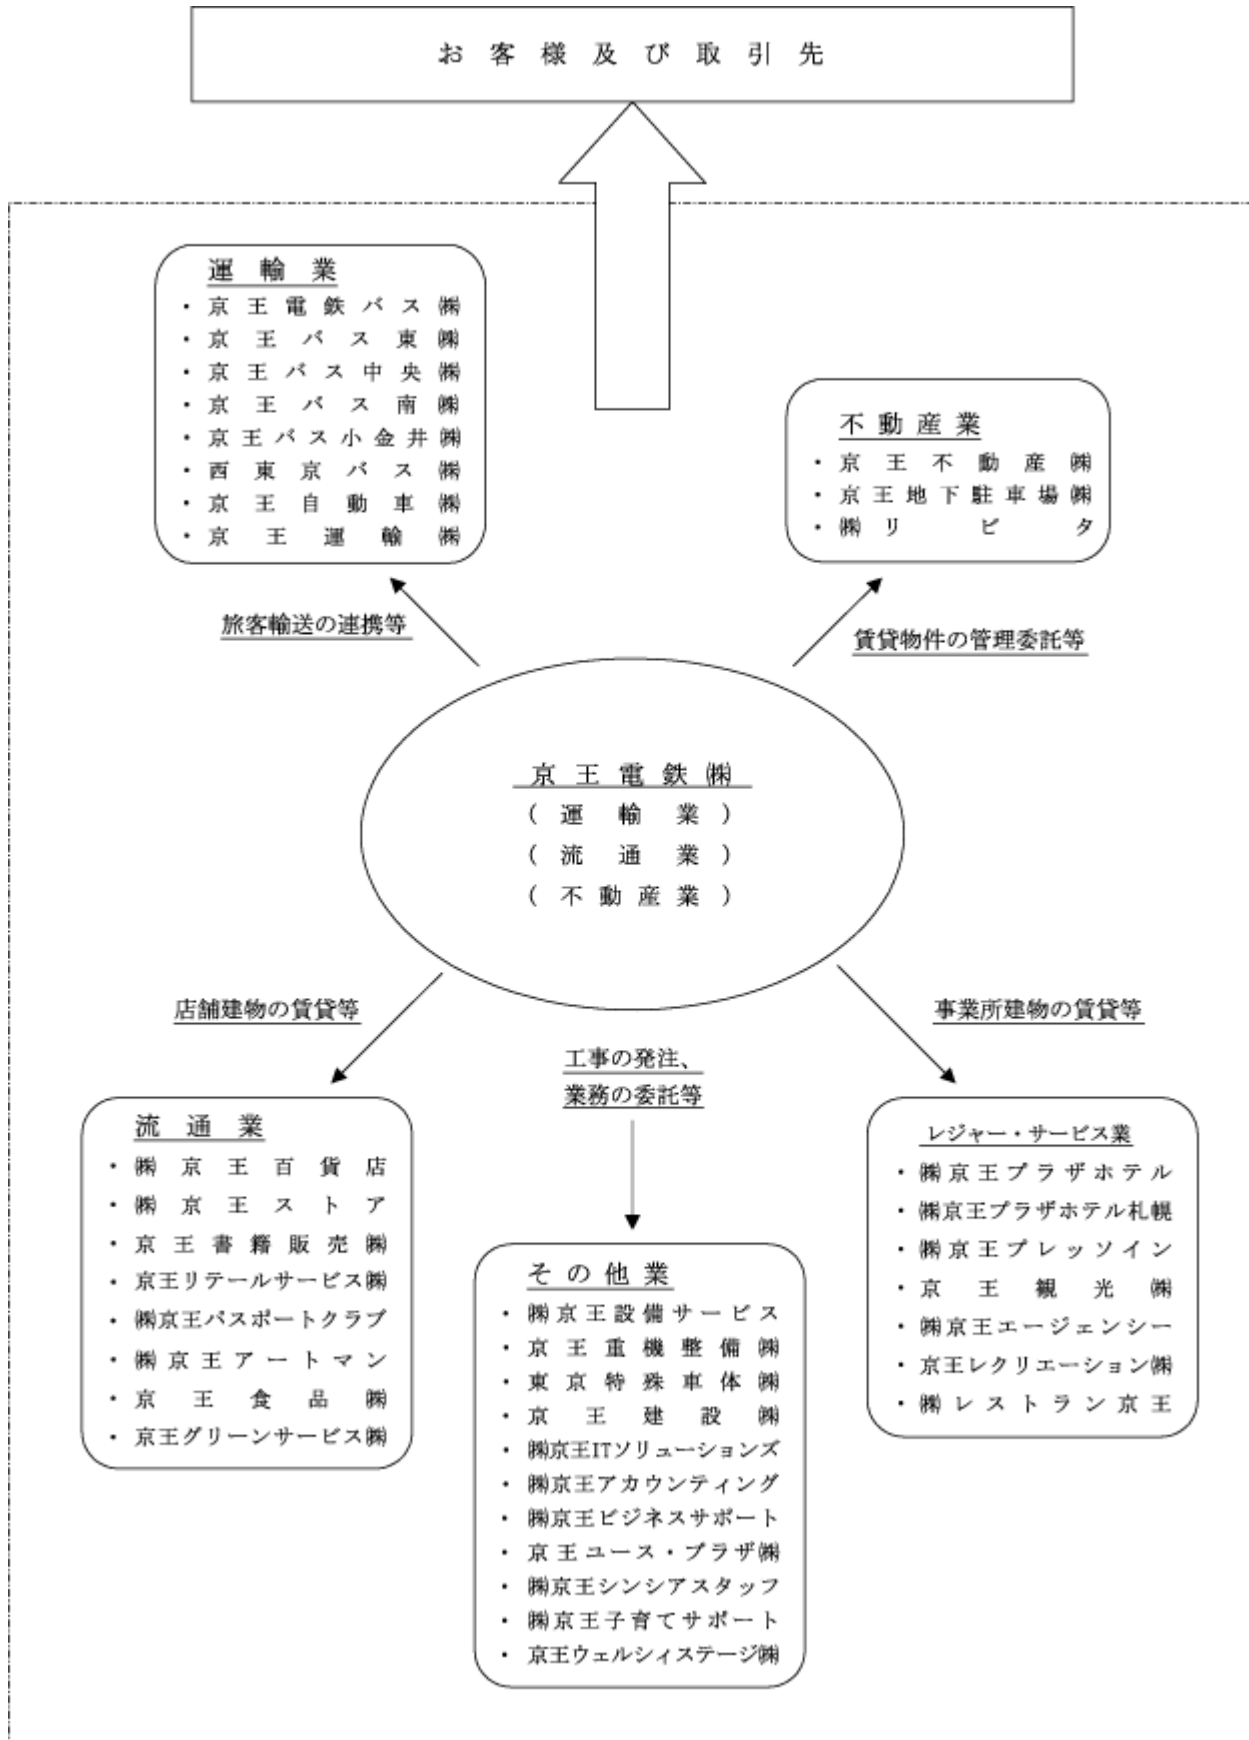 お客様及び取引先
運輸業
・京王電鉄バス㈱
・京王バス東㈱
・京王バス中央㈱
・京王バス南㈱
・京王バス小金井㈱
・西東京バス㈱
・京王自動車㈱
・京王運輸㈱
不動産業
・京王不動産㈱
・京王地下駐車場㈱
・㈱リビタ
旅客輸送の連携等
賃貸物件の管理委託等
京王電鉄㈱
(運輸業)
(流通業)
(不動産業)
店舗建物の賃貸等
工事の発注、
業務の委託等
事業所建物の賃貸等
流通業
・㈱京王百貨店
・㈱京王ストア
・京王書籍販売㈱
・京王リテールサービス㈱
・㈱京王パスポートクラブ
・㈱京王アートマン
・京王食品㈱
・京王グリーンサービス㈱
その他業
・㈱京王設備サービス
・京王重機整備㈱
・東京特殊車体㈱
・京王建設㈱
・㈱京王ITソリューションズ
・㈱京王アカウンティング
・㈱京王ビジネスサポート
・京王ユース・プラザ㈱
・㈱京王シンシアスタッフ
・㈱京王子育てサポート
・京王ウェルシィステージ㈱
レジャー・サービス業
・㈱京王プラザホテル
・㈱京王プラザホテル札幌
・㈱京王プレッソイン
・京王観光㈱
・㈱京王エージェンシー
・京王レクリエーション㈱
・㈱レストラン京王